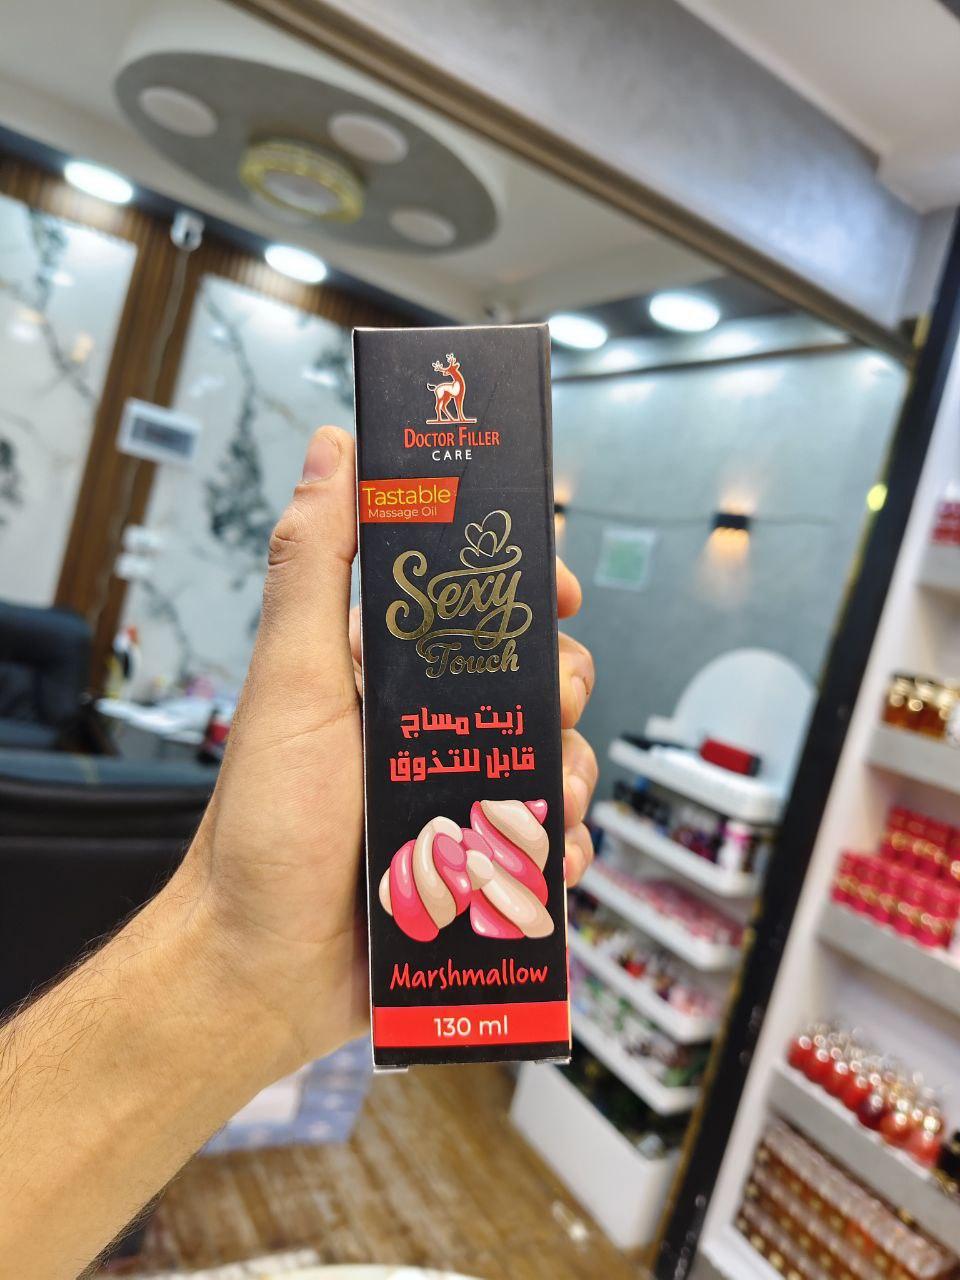 DOCTOR FILLER
CARE
Tastable
Massage Oil
Sexy
Touch
زيت مساج
قابل للتذوق
Marshmallow
130 ml